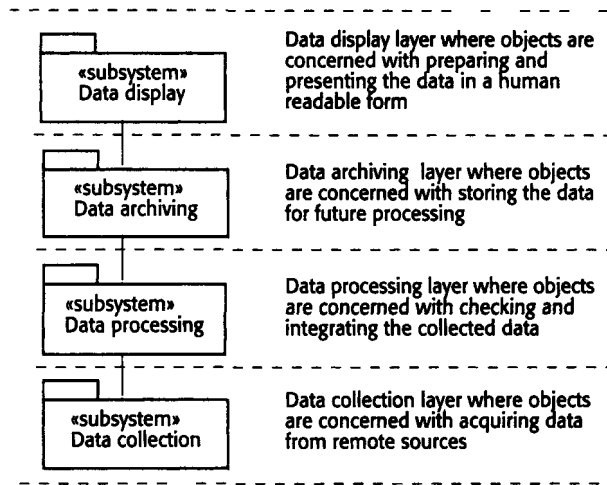 «subsystem»
Data display
Data display layer where objects are
concerned with preparing and
presenting the data in a human
readable form
«subsystem»
Data archiving
Data archiving layer where objects
are concerned with storing the data
for future processing
«subsystem»
Data processing
Data processing layer where objects
are concerned with checking and
integrating the collected data
«subsystem»
Data collection
Data collection layer where objects
are concerned with acquiring data
from remote sources